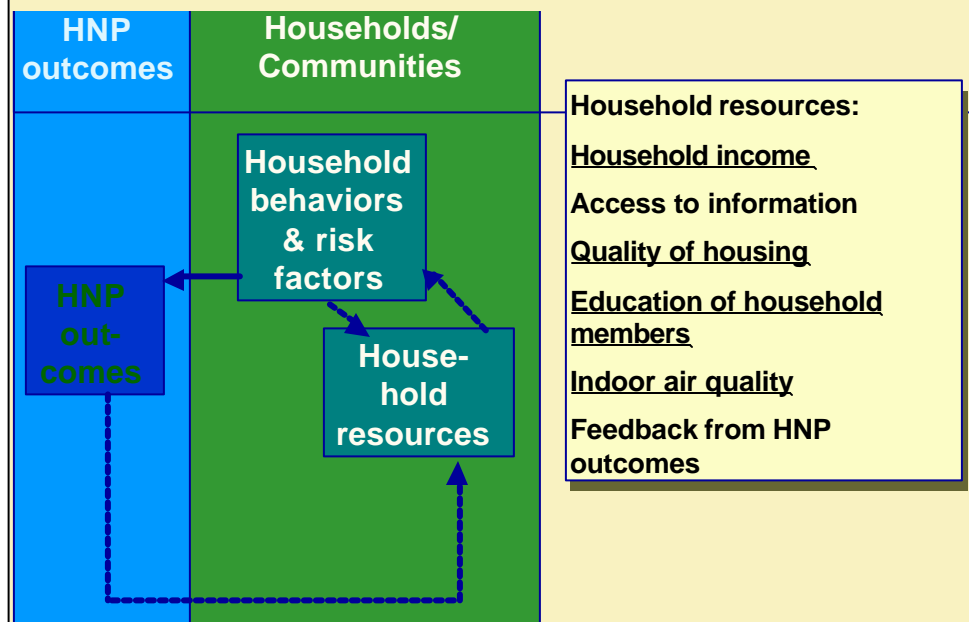 HNP
outcomes
Households/
Communities
Household
behaviors
& risk
factors
HNP
out-
comes
House-
hold
resources
Household resources:
Household income
Access to information
Quality of housing
Education of household
members
Indoor air quality
Feedback from HNP
outcomes